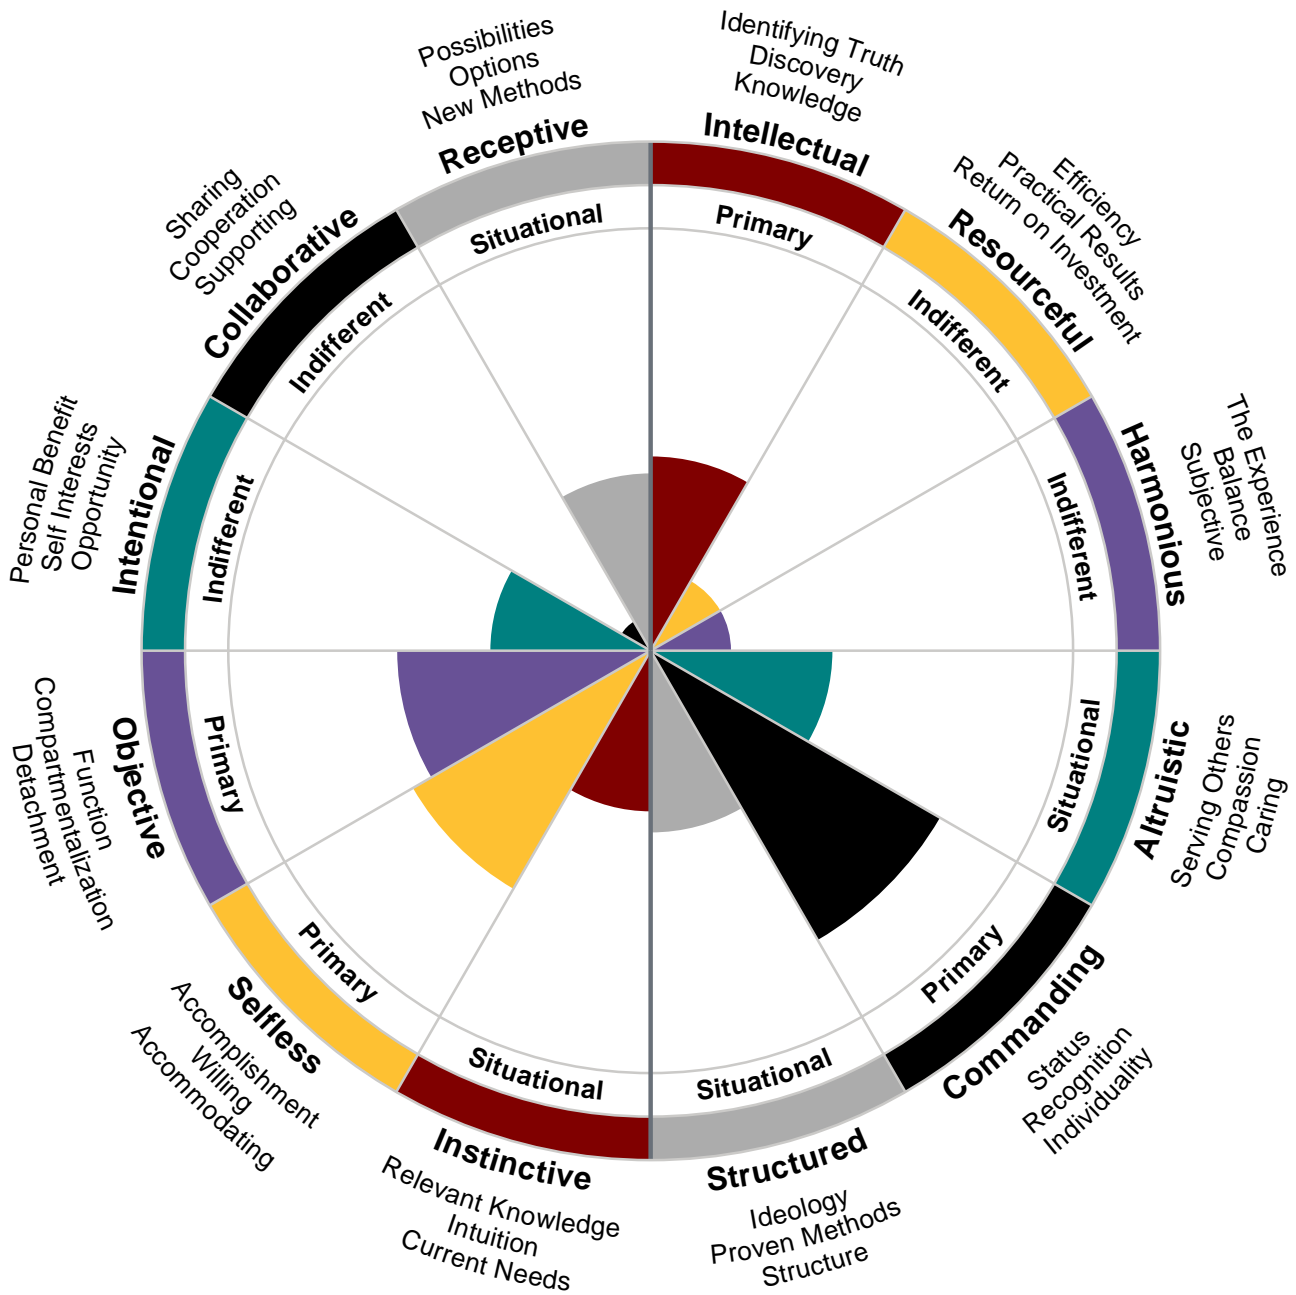 Identifying Truth
Discovery
Knowledge
Intellectual
Primary
Efficiency
Practical Results
Return on Investment
Resourceful
Indifferent
The Experience
Balance
Subjective
Harmonious
Indifferent
Altruistic
Situational
Serving Others
Compassion
Caring
Commanding
Primary
Status
Recognition
Individuality
Structured
Situational
Ideology
Proven Methods
Structure
Instinctive
Situational
Relevant Knowledge
Intuition
Current Needs
Selfless
Primary
Accomplishment
Willing
Accommodating
Objective
Primary
Function
Compartmentalization
Detachment
Personal Benefit
Self Interests
Opportunity
Intentional
Indifferent
Sharing
Cooperation
Supporting
Collaborative
Indifferent
Possibilities
Options
New Methods
Receptive
Situational